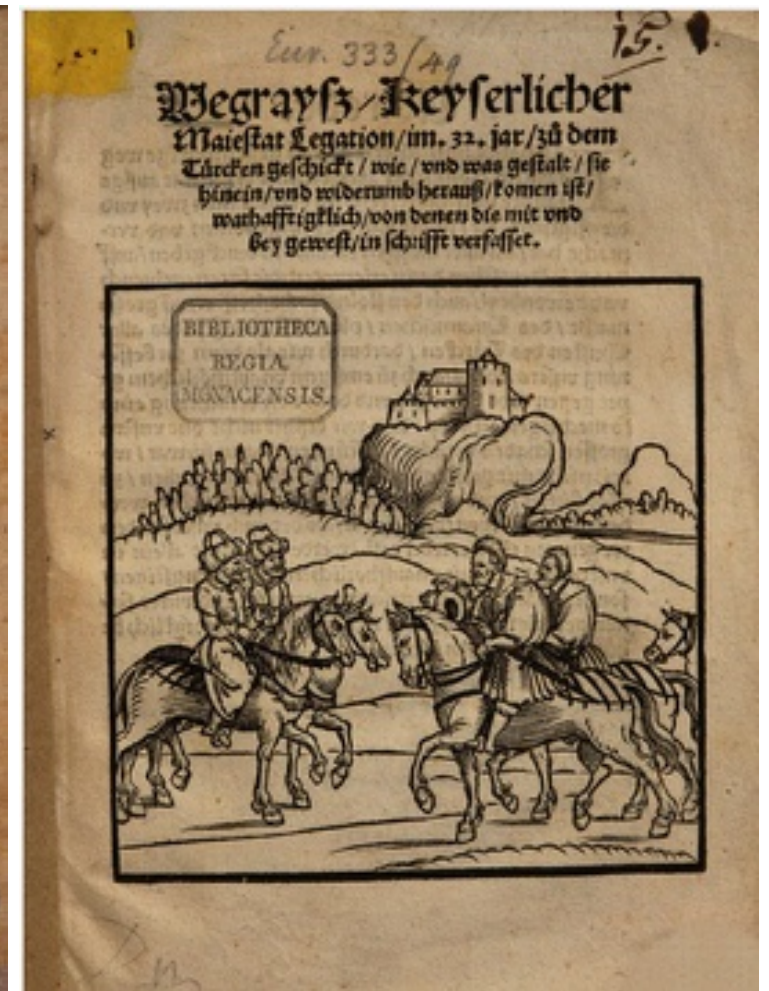 Eur. 333/49
15.
Wegraysz/Keyserlicher
Maiestat Legation/im. 32. jar/zů dem
Türcken geschickt / wie / vnd was gestalt / sie
hinein/vnd widerumb herauß/komen ist/
warhafftigklich/von denen die mit vnd
bey gewest/in schrifft verfasset.
BIBLIOTHECA
REGIA
MONACENSIS.